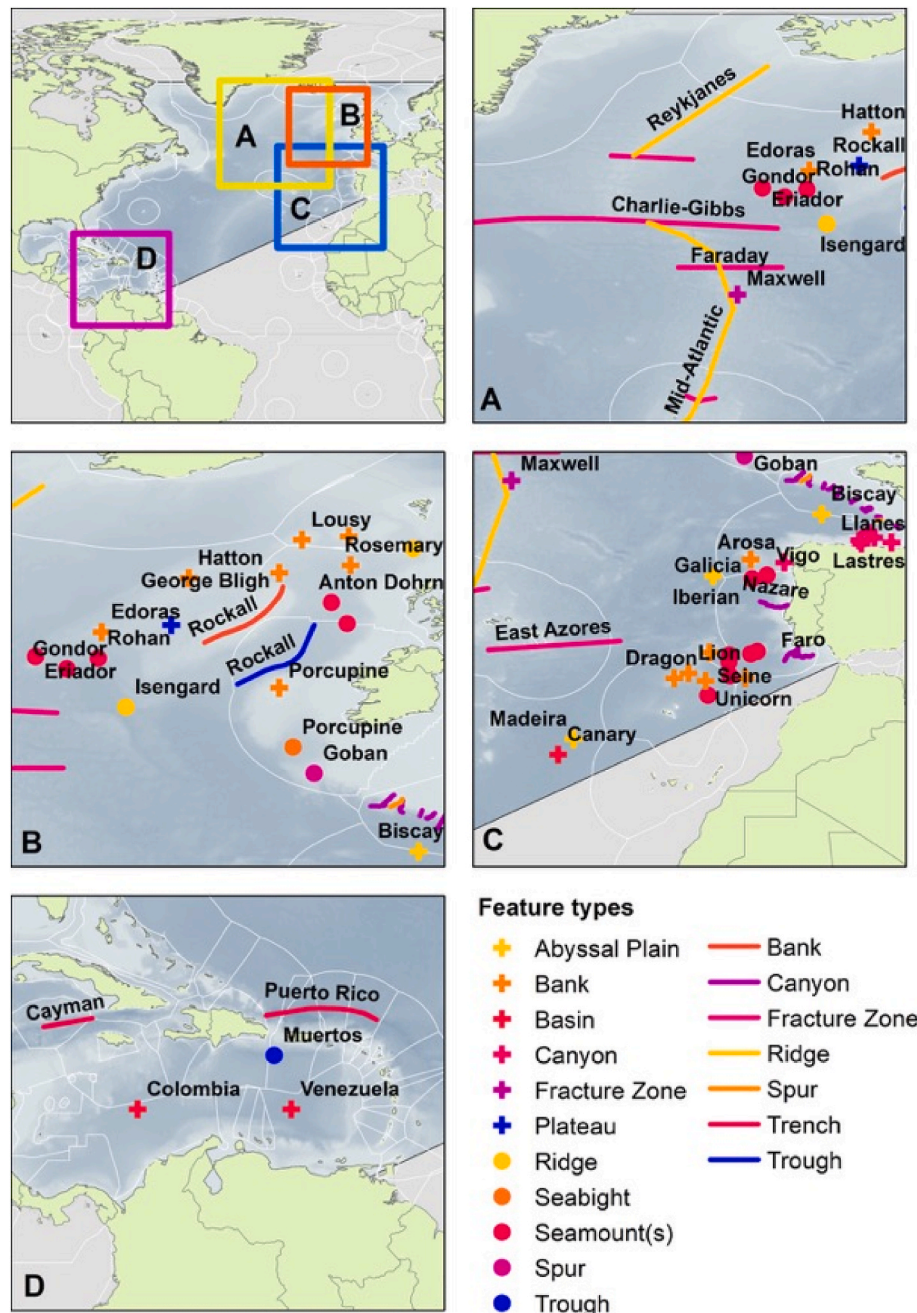 A
B
C
D
Reykjanes
Hatton
Rockall
Edoras
Rohan
Gondor
Eriador
Charlie-Gibbs
Isengard
Faraday
Maxwell
Mid-Atlantic
A
Lousy
Rosemary
Hatton
George Bligh
Anton Dohrn
Rockall
Edoras
Rohan
Gondor
Eriador
Rockall
Porcupine
Isengard
Porcupine
Goban
Biscay
B
Maxwell
Goban
Biscay
Llanes
Lastres
Arosa
Vigo
Galicia
Nazare
Iberian
East Azores
Faro
Dragon
Lion
Seine
Unicorn
Madeira
Canary
C
Cayman
Puerto Rico
Muertos
Colombia
Venezuela
D
Feature types
Abyssal Plain
Bank
Basin
Canyon
Fracture Zone
Plateau
Ridge
Seabight
Seamount(s)
Spur
Trough
Bank
Canyon
Fracture Zone
Ridge
Spur
Trench
Trough